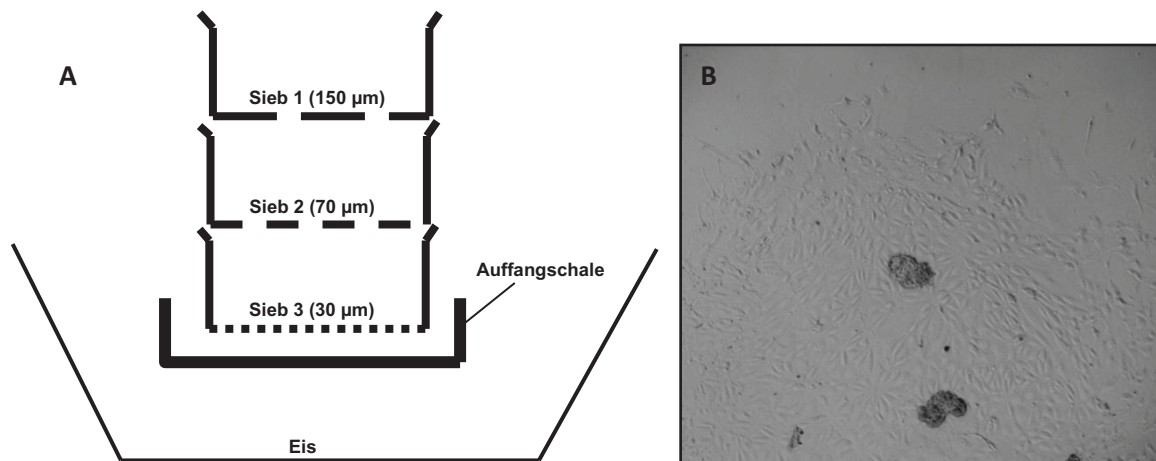 A
Sieb 1 (150 µm)
Sieb 2 (70 µm)
Auffangschale
Sieb 3 (30 µm)
Eis
B